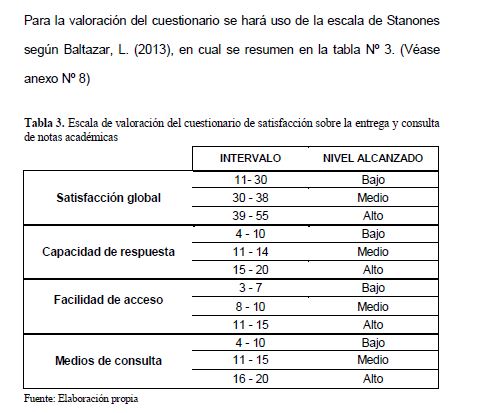 Para la valoración del cuestionario se hará uso de la escala de Stanones
según Baltazar, L. (2013), en cual se resumen en la tabla Nº 3. (Véase
anexo Nº 8)
Tabla 3. Escala de valoración del cuestionario de satisfacción sobre la entrega y consulta
de notas académicas
INTERVALO NIVEL ALCANZADO
Satisfacción global
11- 30 Bajo
30 - 38 Medio
39 - 55 Alto
Capacidad de respuesta
4 - 10 Bajo
11 - 14 Medio
15 - 20 Alto
Facilidad de acceso
3 - 7 Bajo
8 - 10 Medio
11 - 15 Alto
Medios de consulta
4 - 10 Bajo
11 - 15 Medio
16 - 20 Alto
Fuente: Elaboración propia